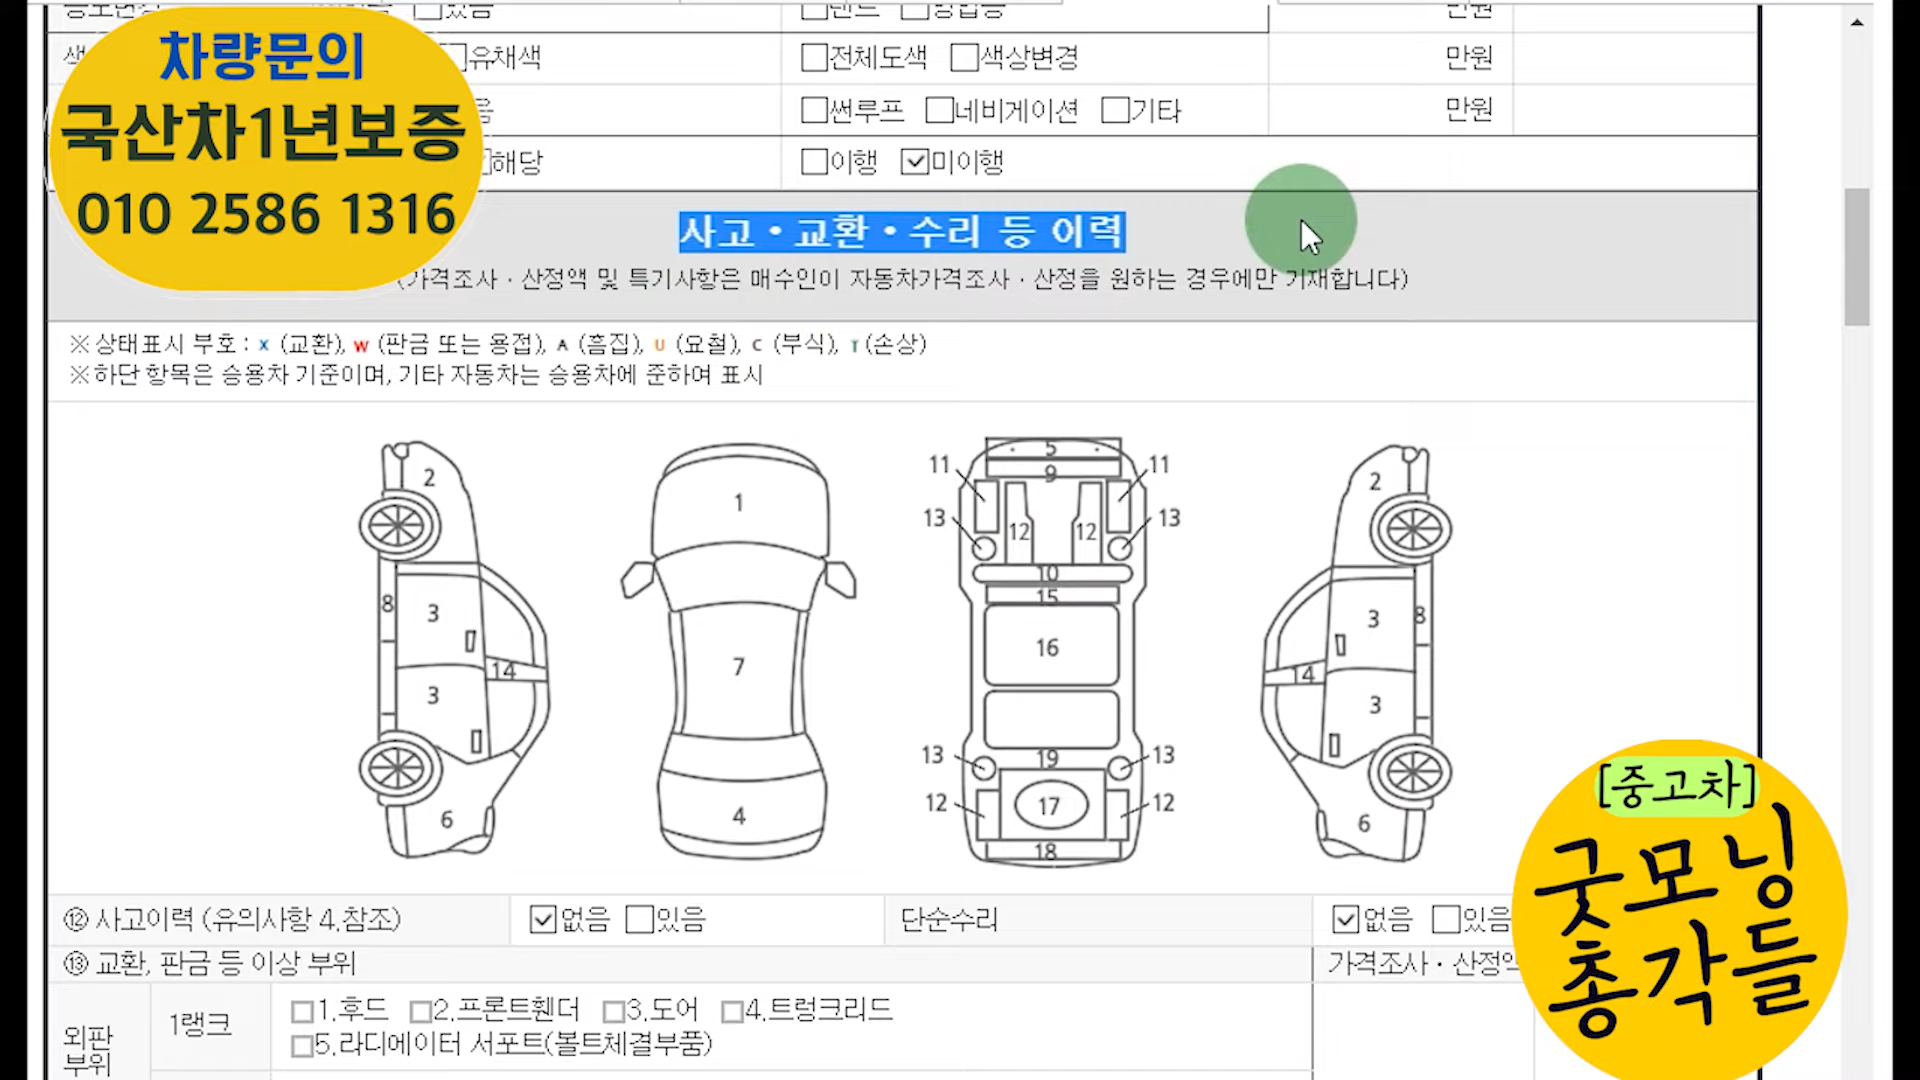 있음
만원
유채색
전체도색 색상변경
만원
썬루프 네비게이션 기타
만원
해당
이행 미이행
차량문의
국산차1년보증
010 2586 1316
사고·교환·수리 등 이력
(가격조사·산정액 및 특기사항은 매수인이 자동차가격조사·산정을 원하는 경우에만 기재합니다)
※ 상태표시 부호 : X (교환), W (판금 또는 용접), A (흠집), U (요철), C (부식), T (손상)
※ 하단 항목은 승용차 기준이며, 기타 자동차는 승용차에 준하여 표시
2
8
3
3
14
6
1
7
4
5
9
11
11
13
13
12
12
10
15
16
13
13
19
12
12
17
18
2
3
8
14
3
6
⑫ 사고이력 (유의사항 4.참조)
없음 있음
단순수리
없음 있음
⑬ 교환, 판금 등 이상 부위
가격조사·산정액
외판
부위
1랭크
1.후드 2.프론트휀더 3.도어 4.트렁크리드
5.라디에이터 서포트(볼트체결부품)
[중고차]
굿모닝
총각들